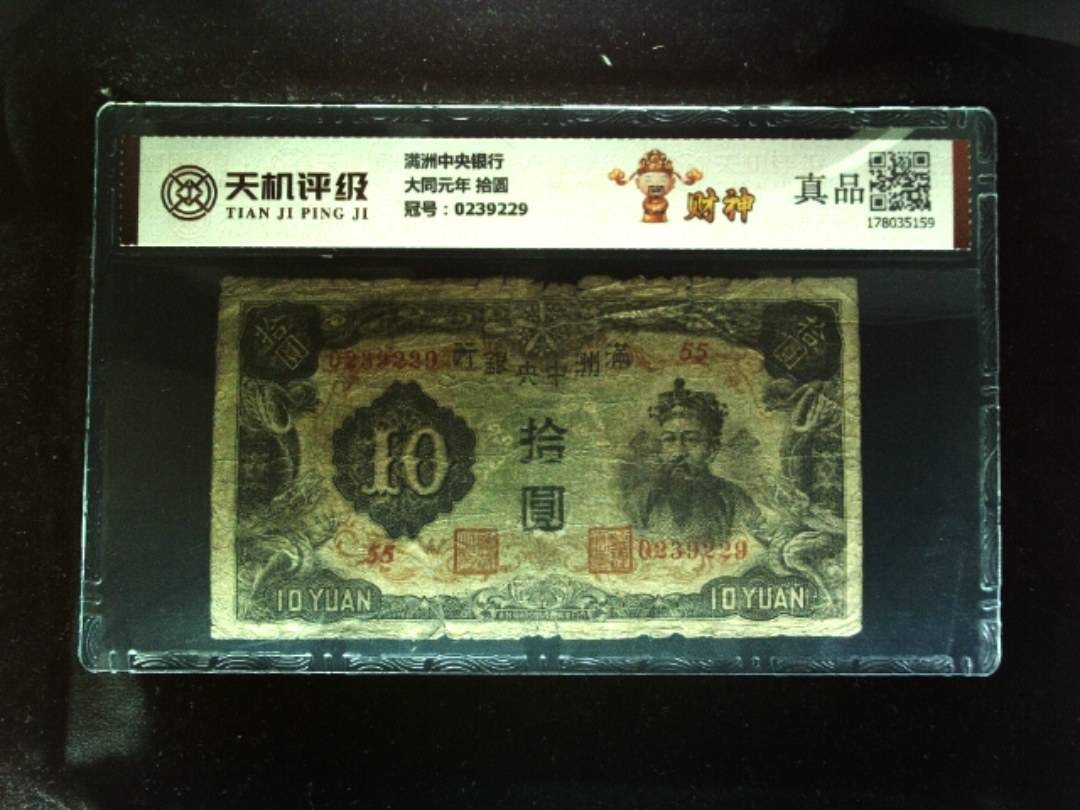 天机评级
TIAN JI PING JI
满洲中央银行
大同元年 拾圆
冠号：0239229
财神
真品
178035159
拾圓
拾圓
0239230
滿洲中央銀行
55
10
拾圓
55
0239229
10 YUAN
10 YUAN